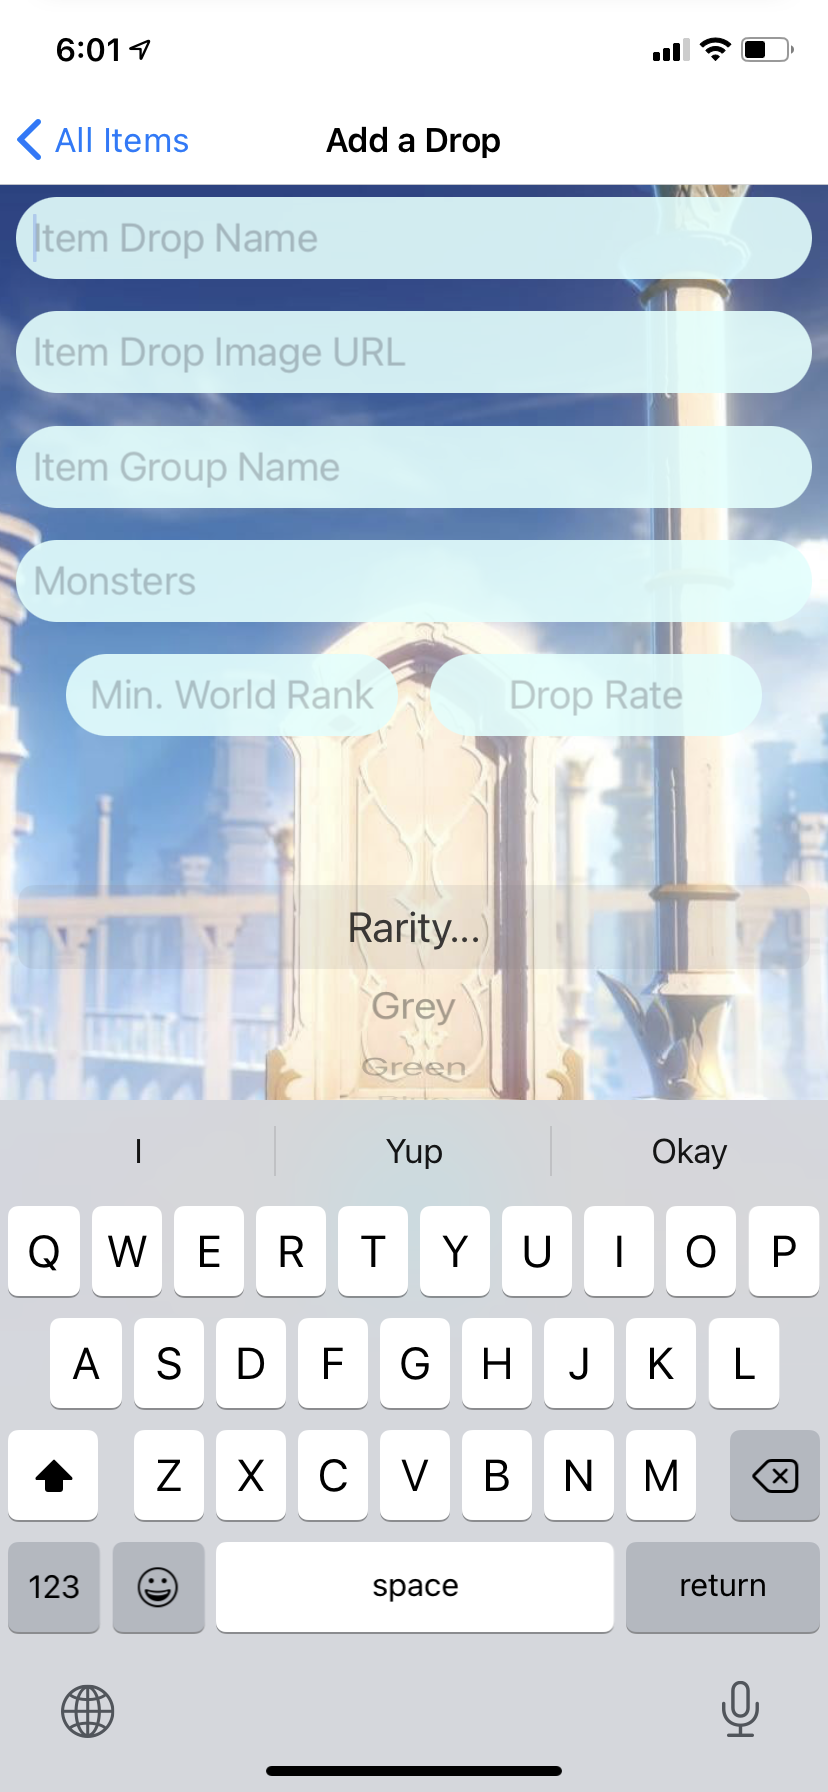 6:01
All Items
Add a Drop
Item Drop Name
Item Drop Image URL
Item Group Name
Monsters
Min. World Rank
Drop Rate
Rarity...
Grey
Green
I Yup Okay
Q W E R T Y U I O P
A S D F G H J K L
Z X C V B N M
123 space return